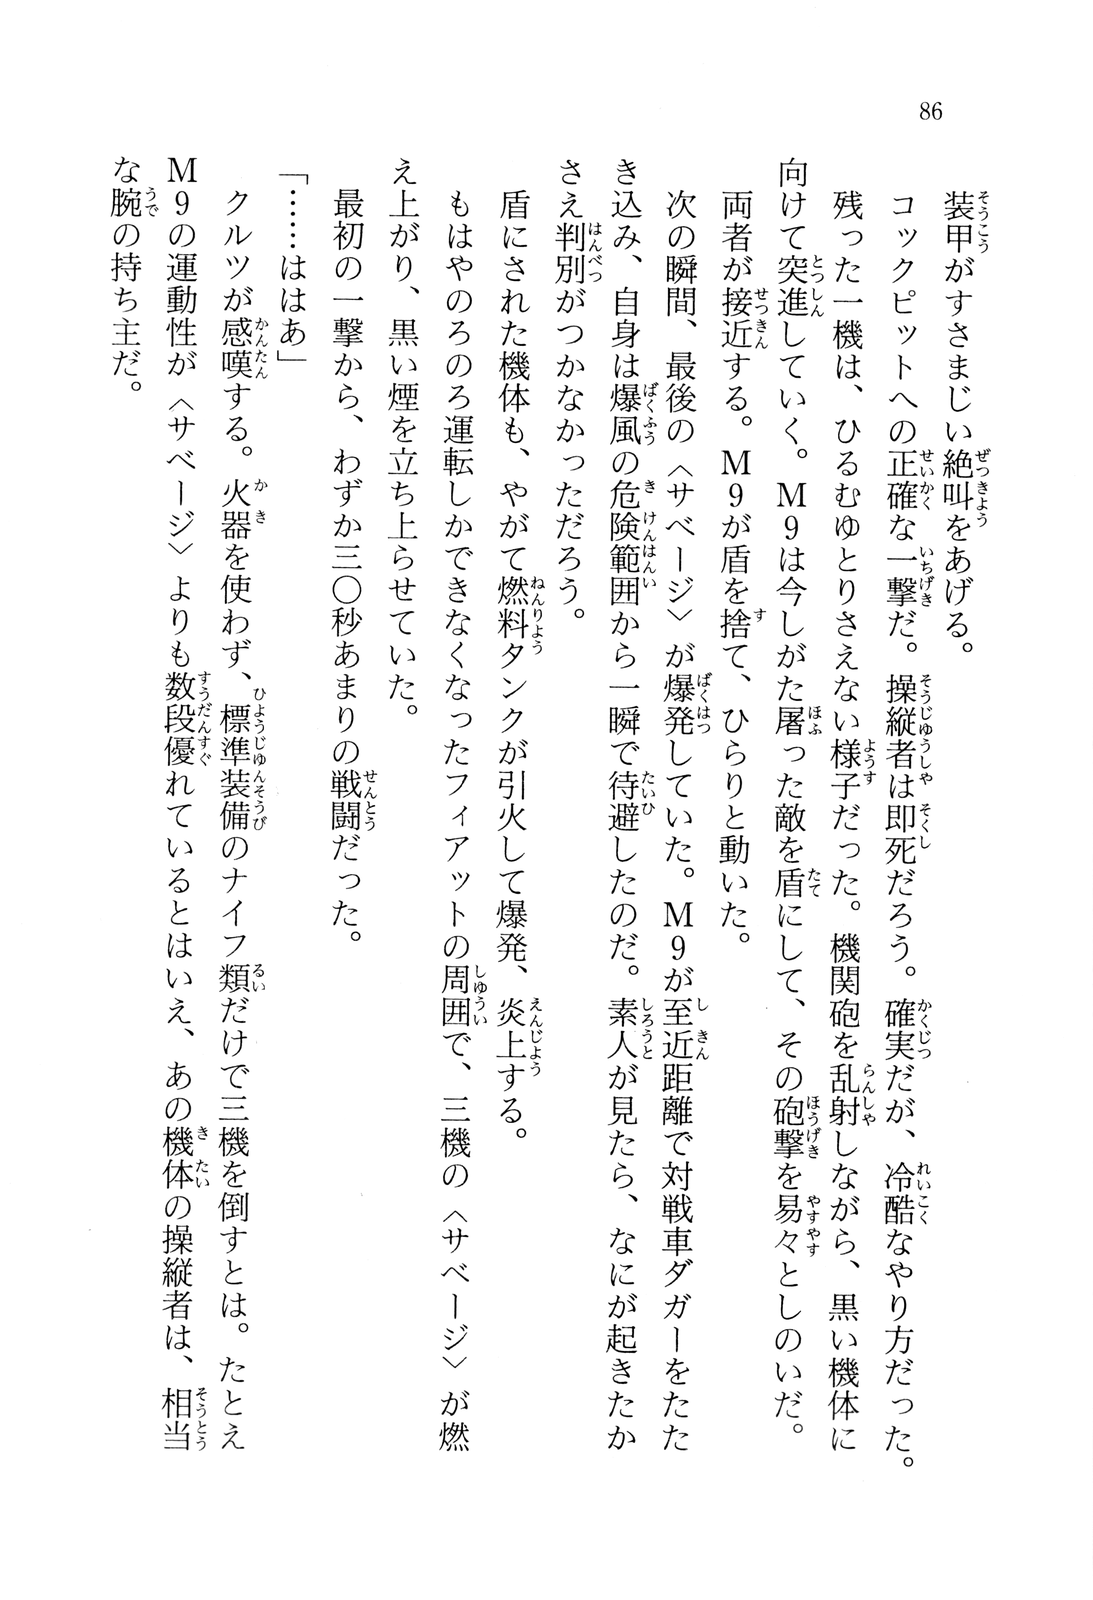 86
装甲がすさまじい絶叫をあげる。
コックピットへの正確な一撃だ。操縦者は即死だろう。確実だが、冷酷なやり方だった。
残った一機は、ひるむゆとりさえない様子だった。機関砲を乱射しながら、黒い機体に
向けて突進していく。M9は今しがた屠った敵を盾にして、その砲撃を易々としのいだ。
両者が接近する。M9が盾を捨て、ひらりと動いた。
次の瞬間、最後の〈サベージ〉が爆発していた。M9が至近距離で対戦車ダガーをたた
き込み、自身は爆風の危険範囲から一瞬で待避したのだ。素人が見たら、なにが起きたか
さえ判別がつかなかっただろう。
盾にされた機体も、やがて燃料タンクが引火して爆発、炎上する。
もはやのろのろ運転しかできなくなったフィアットの周囲で、三機の〈サベージ〉が燃
え上がり、黒い煙を立ち上らせていた。
最初の一撃から、わずか三〇秒あまりの戦闘だった。
「……ははあ」
クルツが感嘆する。火器を使わず、標準装備のナイフ類だけで三機を倒すとは。たとえ
M9の運動性が〈サベージ〉よりも数段優れているとはいえ、あの機体の操縦者は、相当
な腕の持ち主だ。